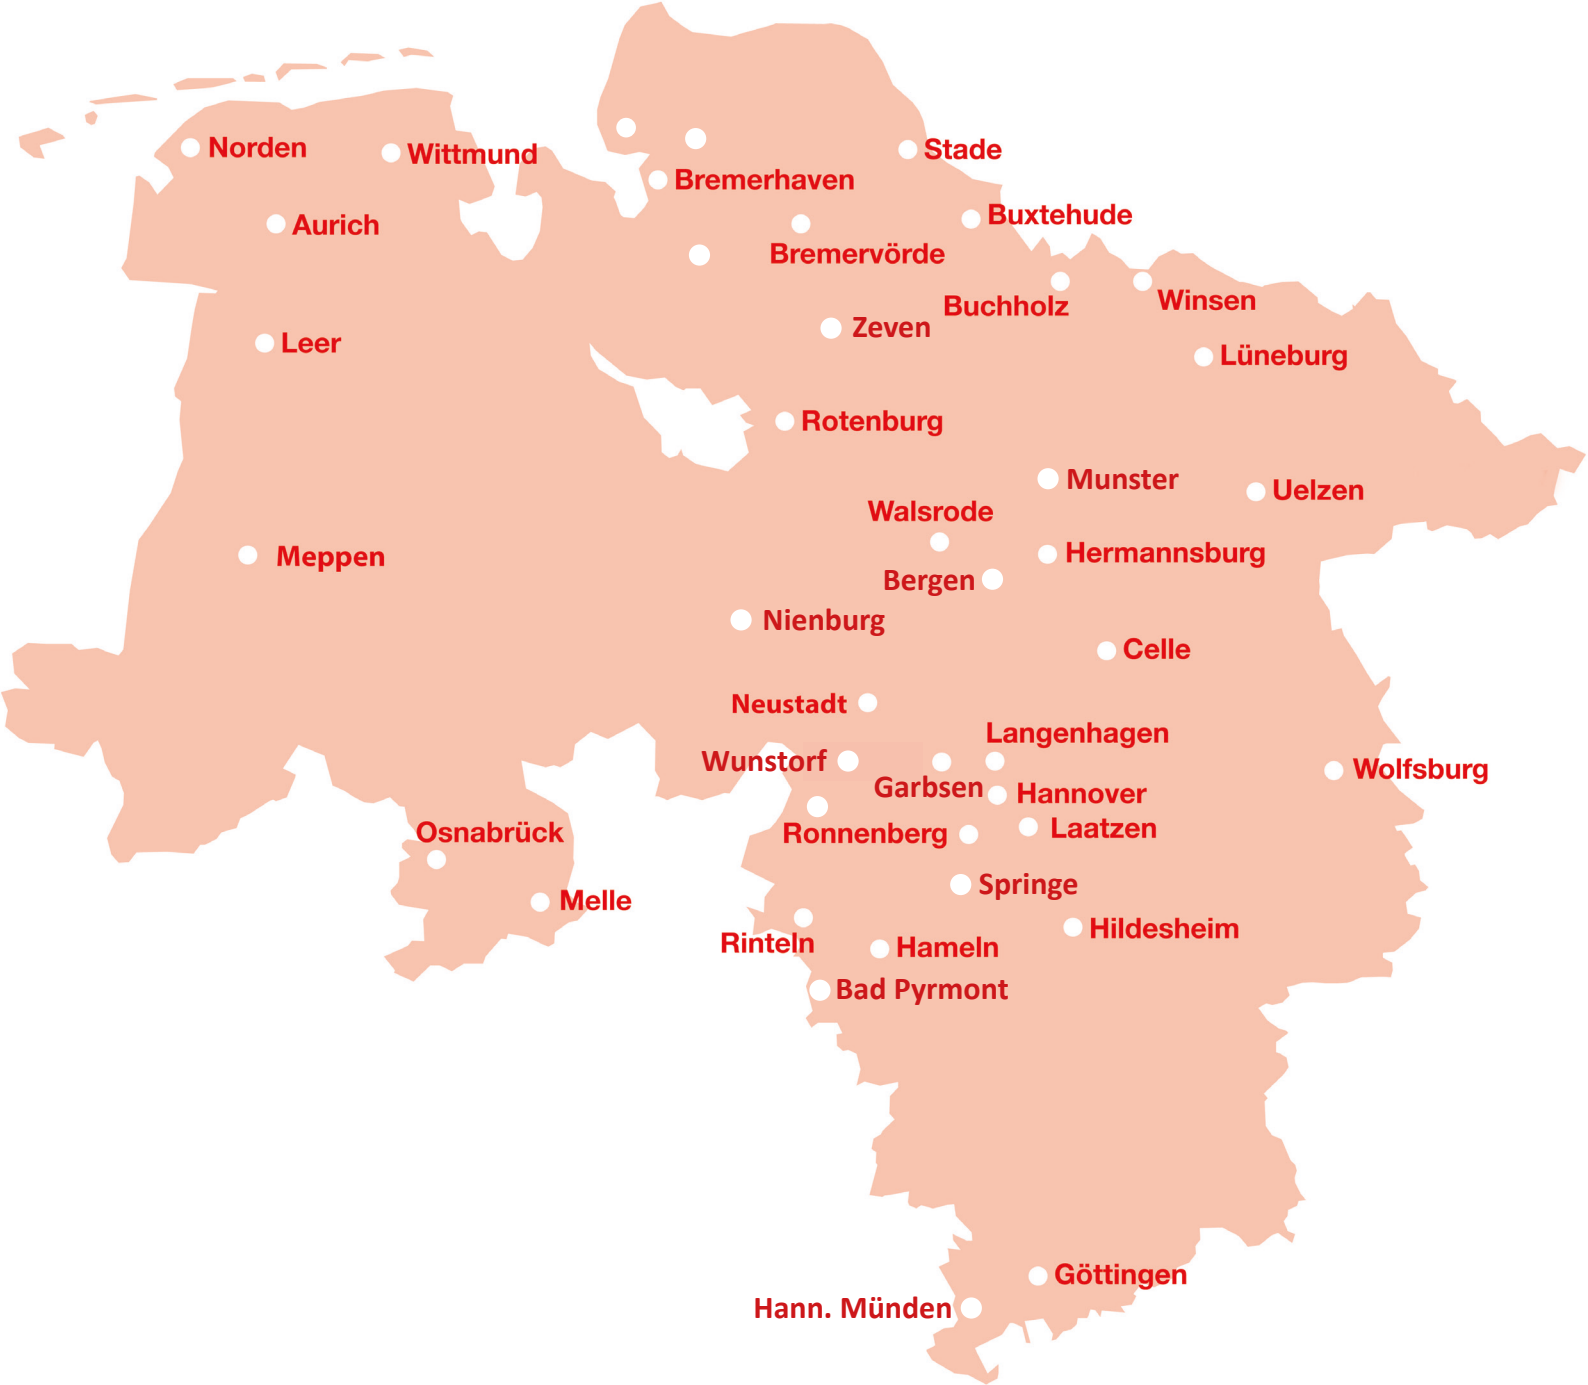 Norden
Wittmund
Stade
Bremerhaven
Buxtehude
Aurich
Bremervörde
Winsen
Buchholz
Zeven
Leer
Lüneburg
Rotenburg
Munster
Uelzen
Walsrode
Hermannsburg
Meppen
Bergen
Nienburg
Celle
Neustadt
Langenhagen
Wunstorf
Wolfsburg
Garbsen
Hannover
Laatzen
Osnabrück
Ronnenberg
Springe
Melle
Hildesheim
Rinteln
Hameln
Bad Pyrmont
Göttingen
Hann. Münden